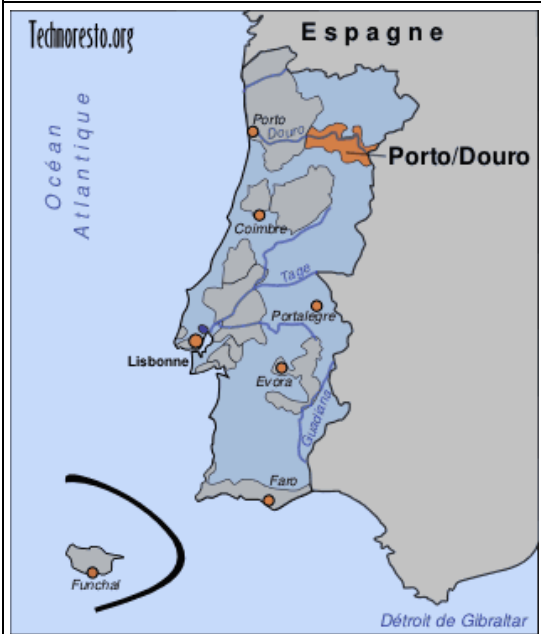 Technoresto.org
Espagne
Océan
Atlantique
Porto
Douro
Porto/Douro
Coimbre
Tage
Portalegre
Lisbonne
Evora
Guadiana
Faro
Funchal
Détroit de Gibraltar